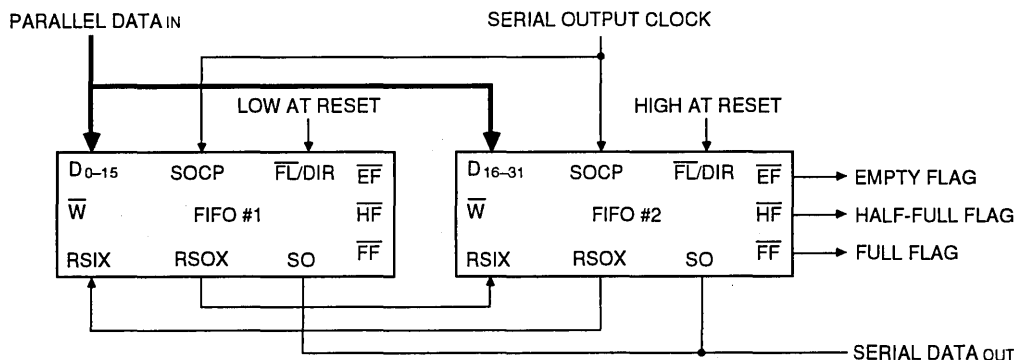 PARALLEL DATA IN
SERIAL OUTPUT CLOCK
LOW AT RESET
HIGH AT RESET
D0–15
SOCP
FL/DIR
EF
W
FIFO #1
HF
RSIX
RSOX
SO
FF
D16–31
SOCP
FL/DIR
EF
W
FIFO #2
HF
RSIX
RSOX
SO
FF
EMPTY FLAG
HALF-FULL FLAG
FULL FLAG
SERIAL DATA OUT